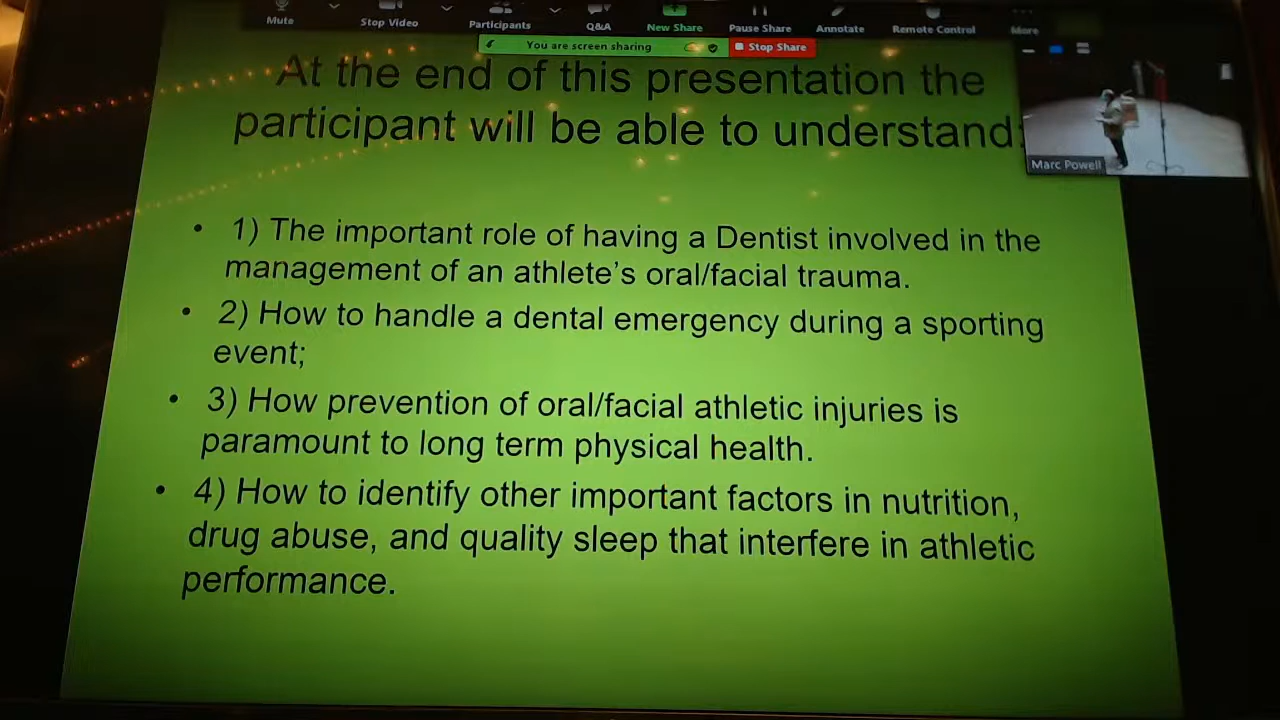 Mute
Stop Video
Participants
Q&A
New Share
Pause Share
Annotate
Remote Control
More
You are screen sharing
Stop Share
At the end of this presentation the
participant will be able to understand:
Marc Powell
• 1) The important role of having a Dentist involved in the
management of an athlete's oral/facial trauma.
• 2) How to handle a dental emergency during a sporting
event;
• 3) How prevention of oral/facial athletic injuries is
paramount to long term physical health.
• 4) How to identify other important factors in nutrition,
drug abuse, and quality sleep that interfere in athletic
performance.